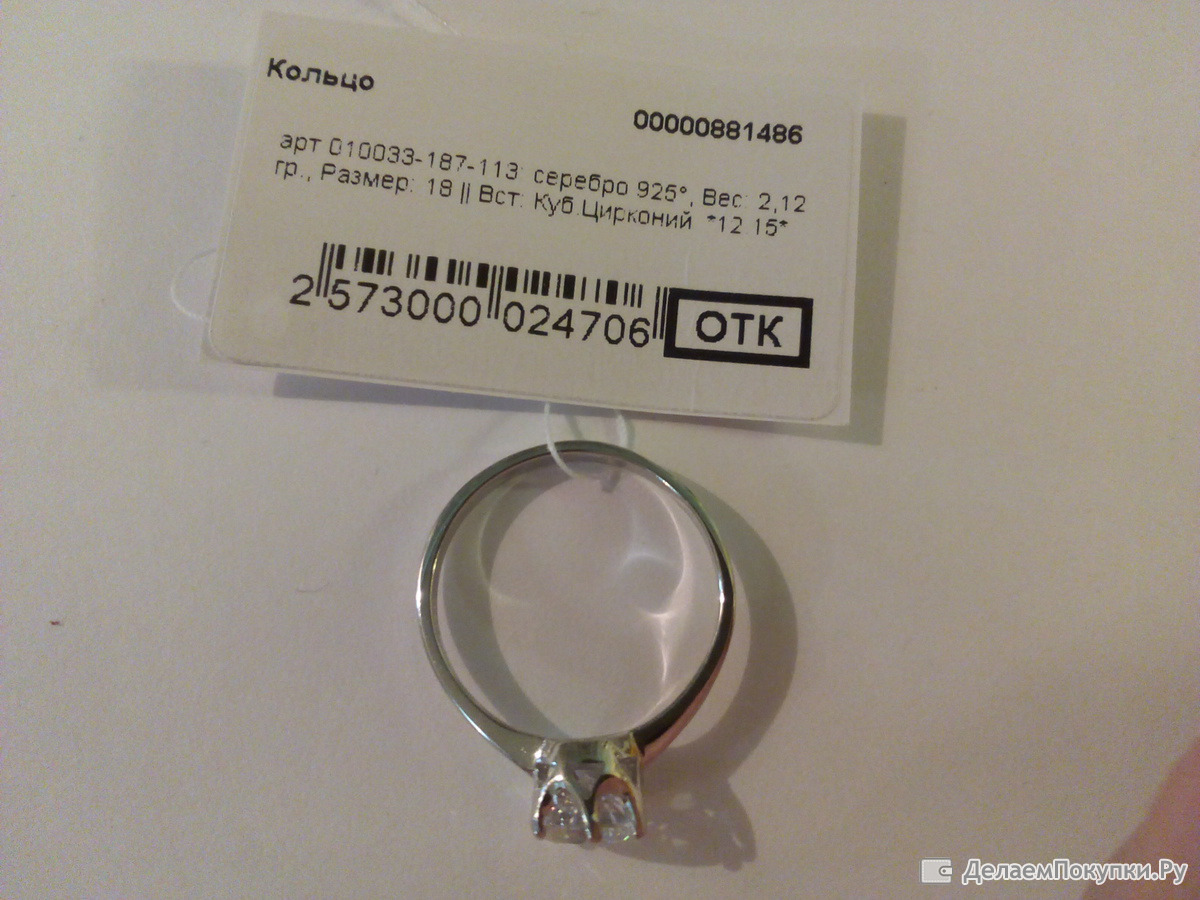 Кольцо
00000881486
арт 010033-187-113: серебро 925°, Вес: 2,12
гр., Размер: 18 || Вст: Куб.Цирконий *12.15*
2 573000 024706
ОТК
ДелаемПокупки.Ру